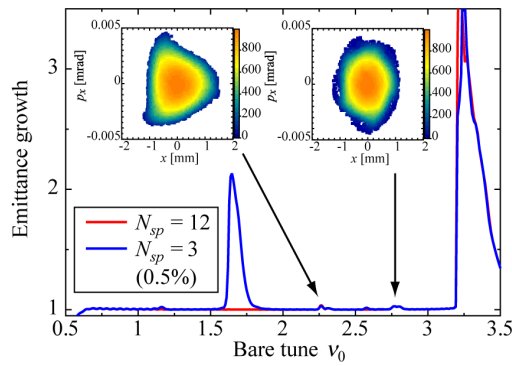 0.005
0
-0.005
pₓ [mrad]
-2 -1 0 1 2
x [mm]
800
600
400
200
0
0.005
0
-0.005
pₓ [mrad]
-2 -1 0 1 2
x [mm]
800
600
400
200
0
Emittance growth
3
2
1
N_sp = 12
N_sp = 3
(0.5%)
0.5 1 1.5 2 2.5 3 3.5
Bare tune ν₀